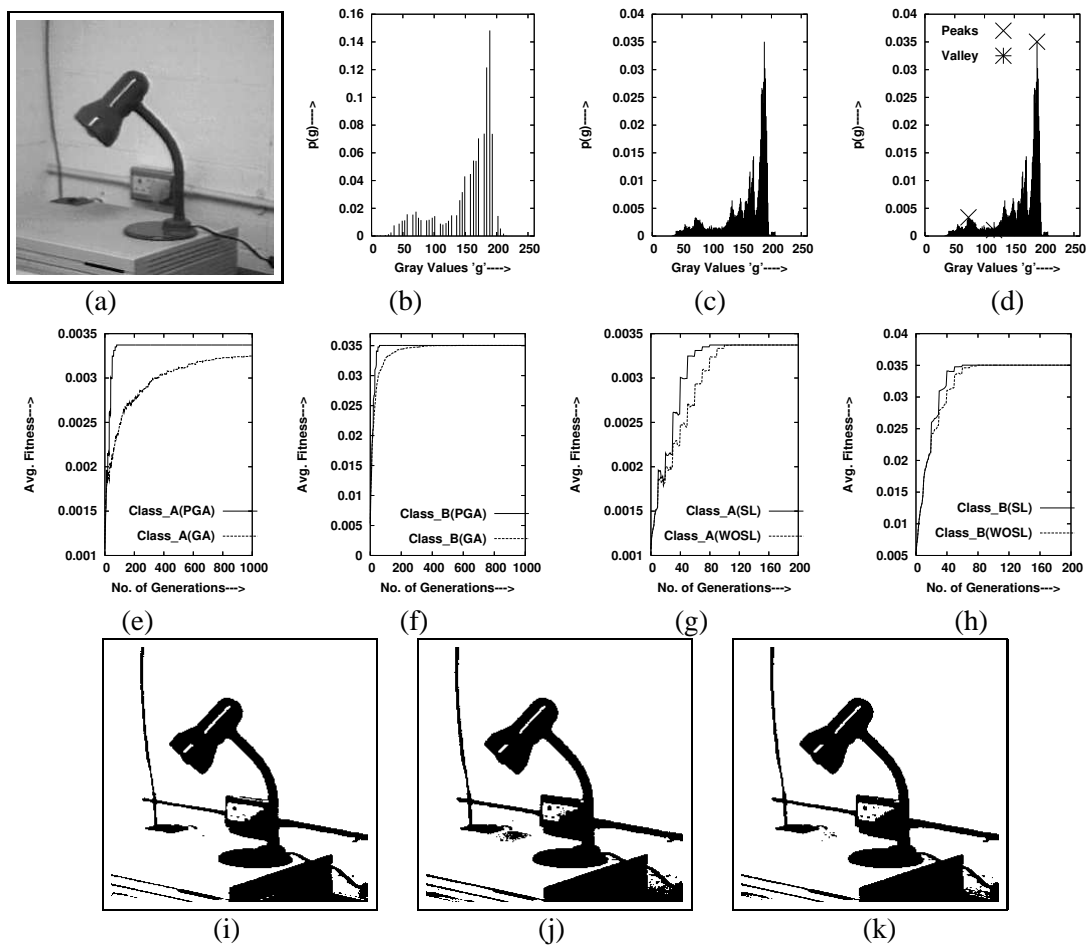 0.16
0.14
0.12
0.10
0.08
0.06
0.04
0.02
0
0 50 100 150 200 250
p(g)---->
Gray Values 'g'---->
0.04
0.035
0.03
0.025
0.02
0.015
0.01
0.005
0
0 50 100 150 200 250
p(g)---->
Gray Values 'g'---->
0.04
0.035
0.03
0.025
0.02
0.015
0.01
0.005
0
0 50 100 150 200 250
p(g)---->
Gray Values 'g'---->
Peaks
Valley
(a) (b) (c) (d)
0.0035
0.003
0.0025
0.002
0.0015
0.001
0 200 400 600 800 1000
Avg. Fitness--->
No. of Generations--->
Class_A(PGA)
Class_A(GA)
0.035
0.03
0.025
0.02
0.015
0.01
0.005
0
0 200 400 600 800 1000
Avg. Fitness--->
No. of Generations--->
Class_B(PGA)
Class_B(GA)
0.0035
0.003
0.0025
0.002
0.0015
0.001
0 40 80 120 160 200
Avg. Fitness--->
No. of Generations--->
Class_A(SL)
Class_A(WOSL)
0.04
0.035
0.03
0.025
0.02
0.015
0.01
0.005
0 40 80 120 160 200
Avg. Fitness--->
No. of Generations--->
Class_B(SL)
Class_B(WOSL)
(e) (f) (g) (h)
(i) (j) (k)